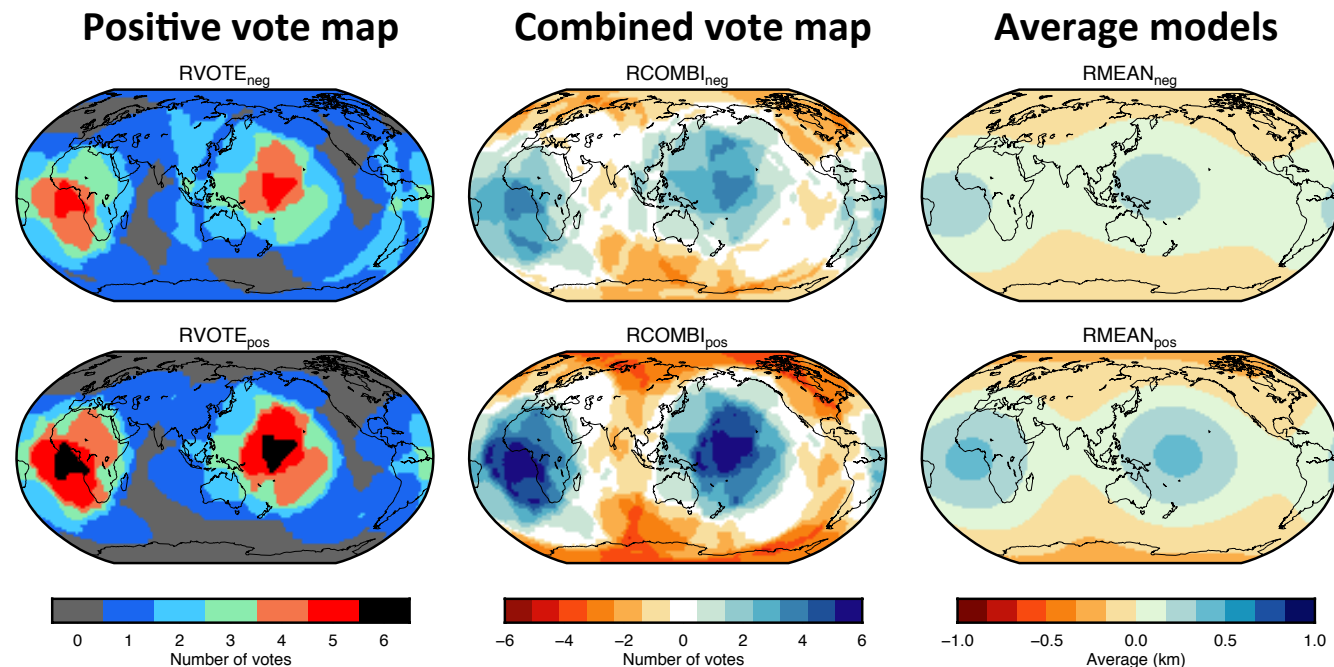 Positive vote map Combined vote map Average models
RVOTEneg RCOMBIneg RMEANneg
RVOTEpos RCOMBIpos RMEANpos
0 1 2 3 4 5 6
Number of votes
−6 −4 −2 0 2 4 6
Number of votes
−1.0 −0.5 0.0 0.5 1.0
Average (km)